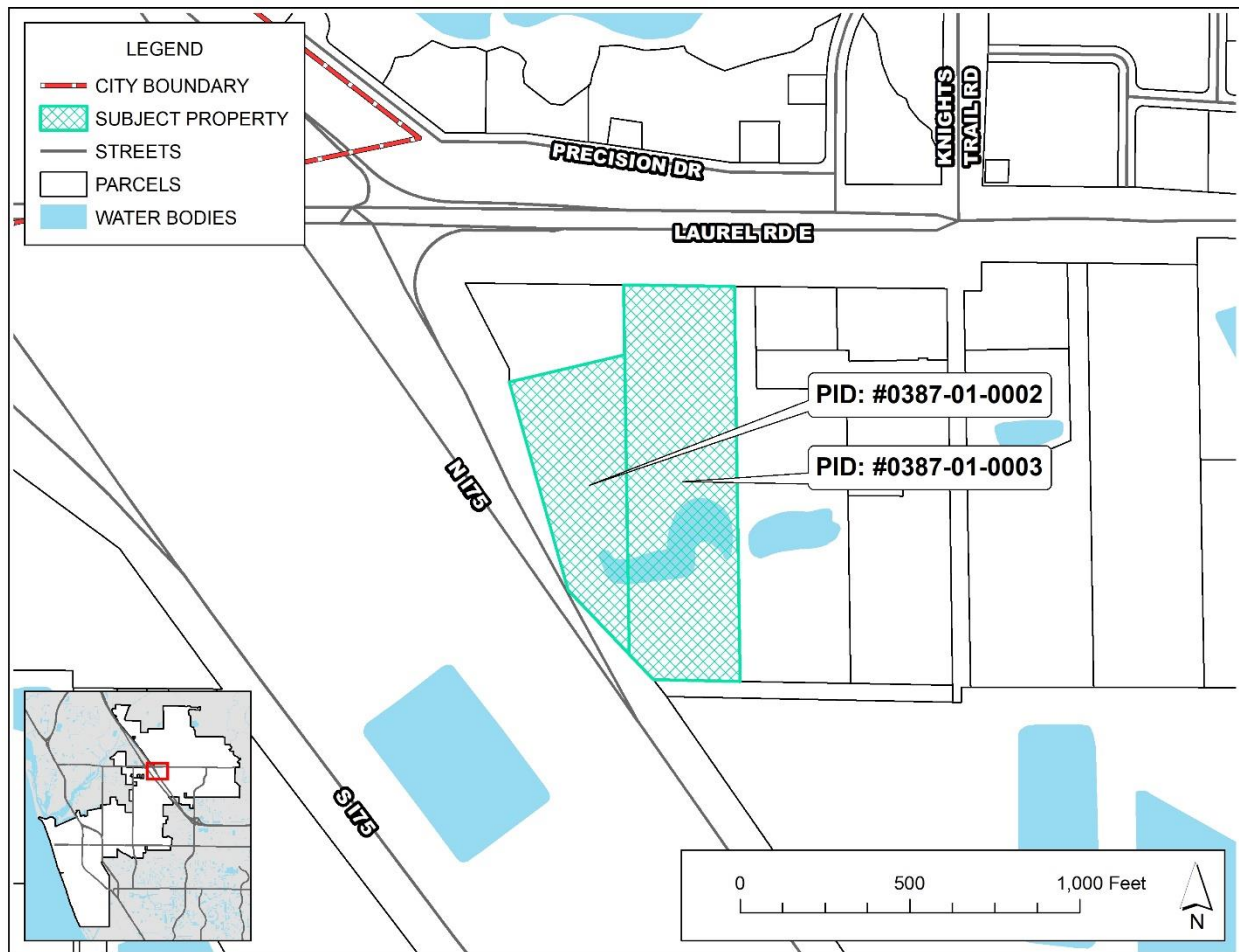 LEGEND
CITY BOUNDARY
SUBJECT PROPERTY
STREETS
PARCELS
WATER BODIES
PRECISION DR
KNIGHTS
TRAIL RD
LAUREL RD E
PID: #0387-01-0002
PID: #0387-01-0003
N I75
S I75
0 500 1,000 Feet
N